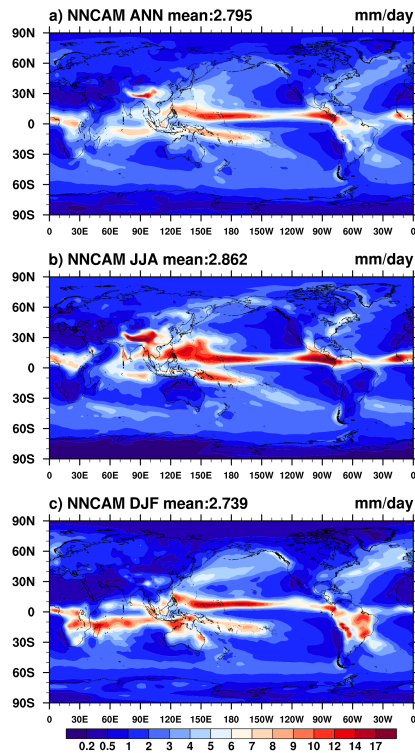 a) NNCAM ANN mean:2.795 mm/day
90N
60N
30N
0
30S
60S
90S
0 30E 60E 90E 120E 150E 180 150W 120W 90W 60W 30W 0
b) NNCAM JJA mean:2.862 mm/day
90N
60N
30N
0
30S
60S
90S
0 30E 60E 90E 120E 150E 180 150W 120W 90W 60W 30W 0
c) NNCAM DJF mean:2.739 mm/day
90N
60N
30N
0
30S
60S
90S
0 30E 60E 90E 120E 150E 180 150W 120W 90W 60W 30W 0
0.2 0.5 1 2 3 4 5 6 7 8 9 10 12 14 17